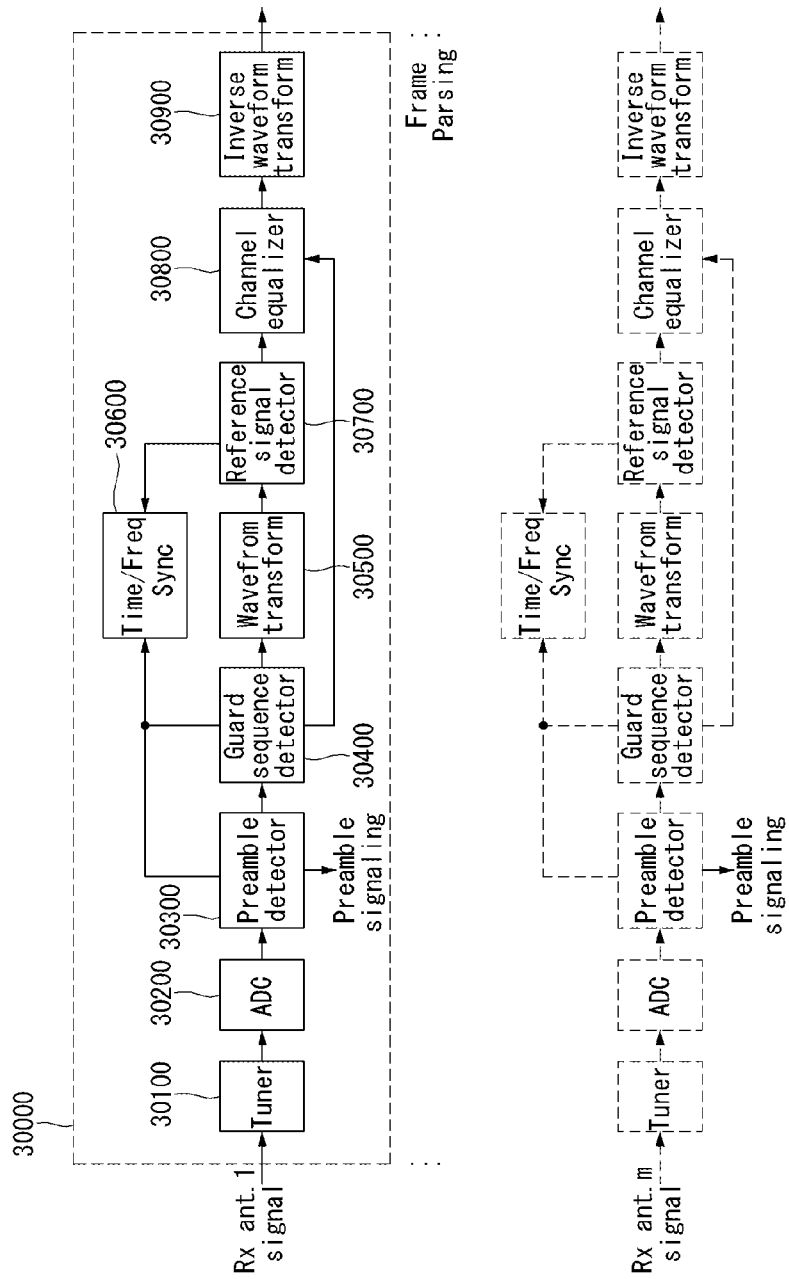 30000
Rx ant.1
signal
30100
Tuner
30200
ADC
30300
Preamble
detector
Preamble
signaling
Guard
sequence
detector
30400
30600
Time/Freq
Sync
Wavefrom
transform
30500
Reference
signal
detector
30700
30800
Channel
equalizer
30900
Inverse
waveform
transform
...
Frame
Parsing
...
Rx ant.m
signal
Tuner
ADC
Preamble
detector
Preamble
signaling
Guard
sequence
detector
Time/Freq
Sync
Wavefrom
transform
Reference
signal
detector
Channel
equalizer
Inverse
waveform
transform